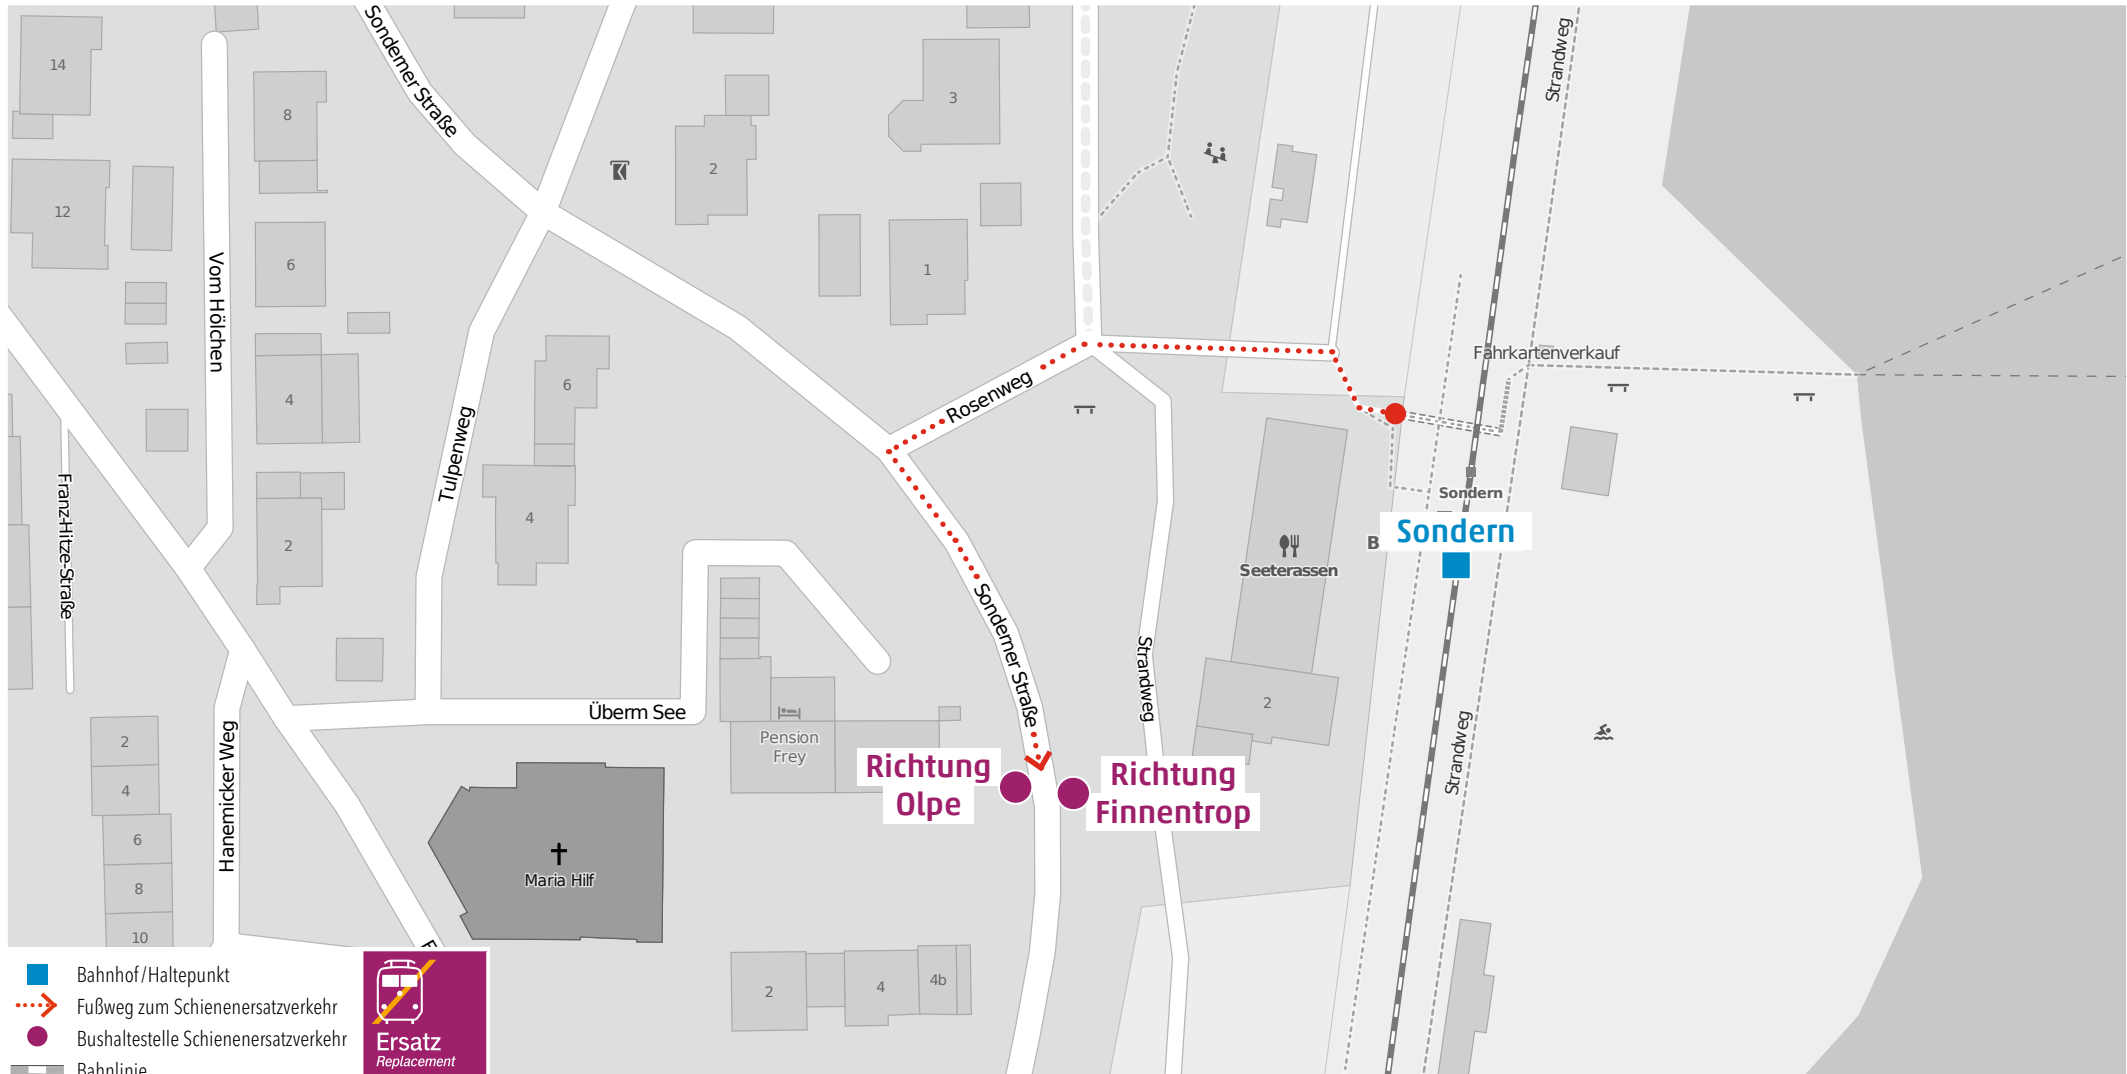 Sonderner Straße
Strandweg
14
8
3
2
12
Vom Hölchen
6
1
Fahrkartenverkauf
4
6
Rosenweg
Tulpenweg
Franz-Hitze-Straße
4
2
Sondern
Sondern
B
Seeterassen
Sonderner Straße
Strandweg
Überm See
2
Pension
Frey
Strandweg
Hanemicker Weg
2
4
6
8
10
Richtung
Olpe
Richtung
Finnentrop
Maria Hilf
2
4
4b
Bahnhof/Haltepunkt
Fußweg zum Schienenersatzverkehr
Bushaltestelle Schienenersatzverkehr
Bahnlinie
Ersatz
Replacement